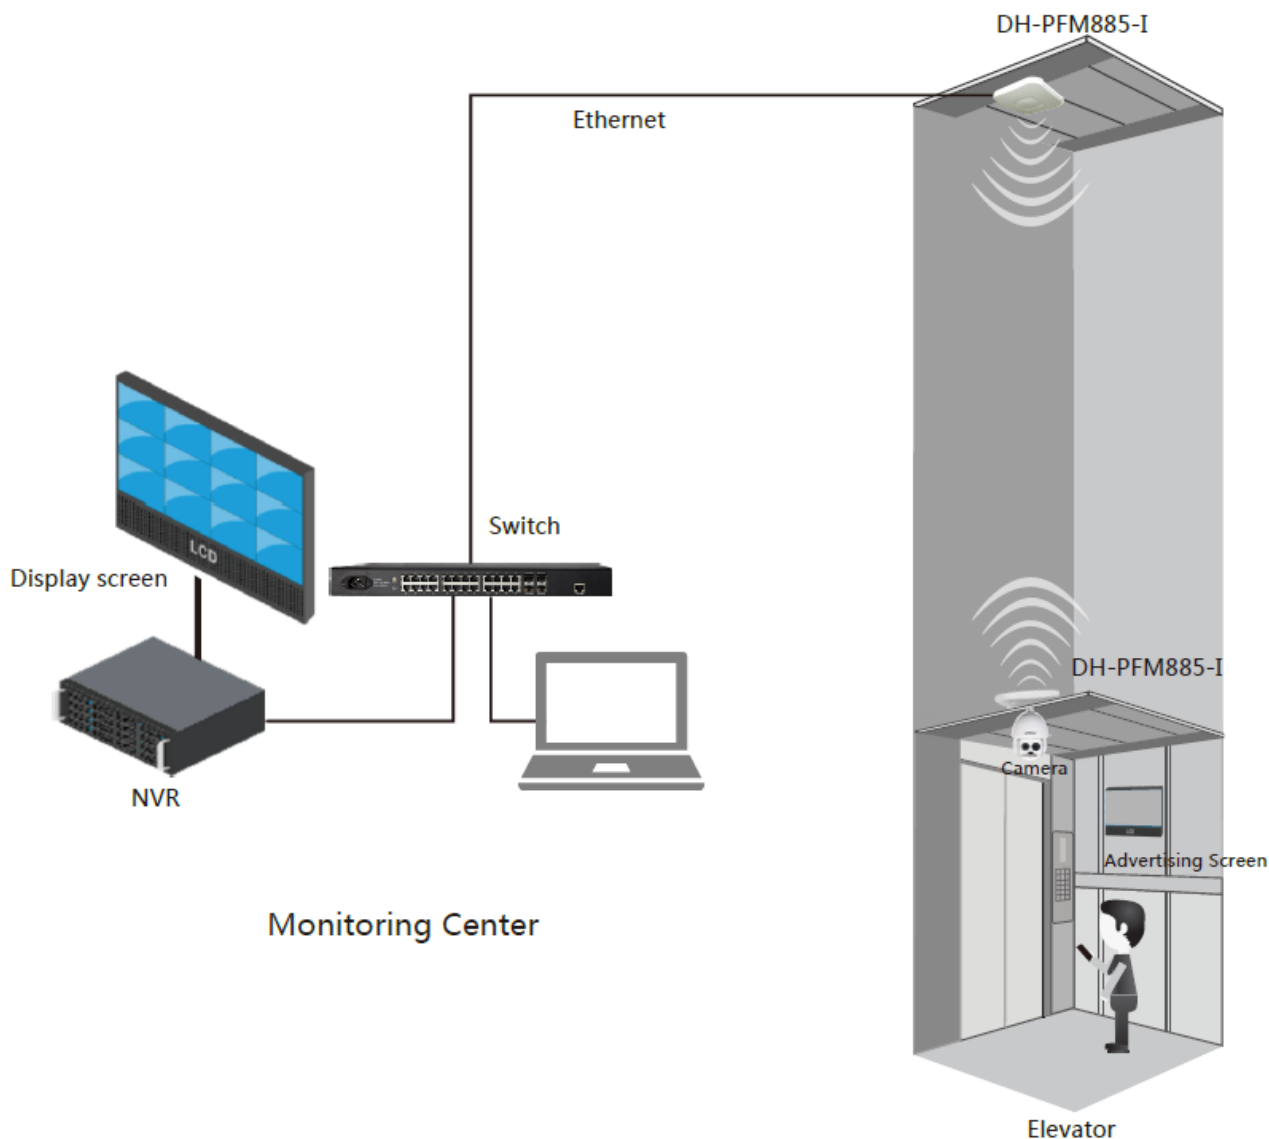 DH-PFM885-I
Ethernet
Switch
LCD
Display screen
DH-PFM885-I
Camera
NVR
Advertising Screen
Monitoring Center
Elevator